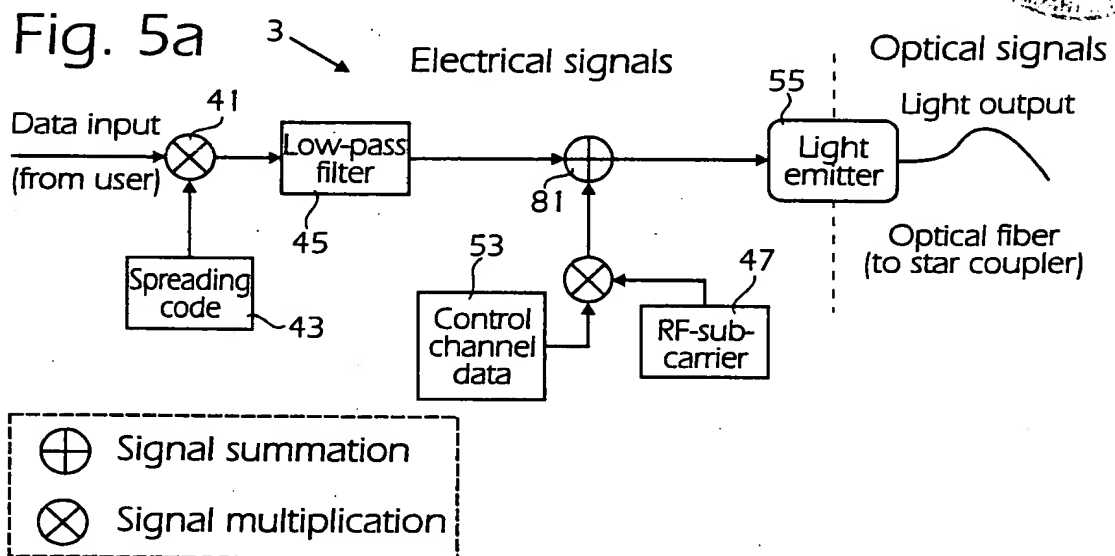 Fig. 5a
3
Electrical signals
Optical signals
Data input
(from user)
41
Low-pass
filter
45
81
55
Light
emitter
Light output
Optical fiber
(to star coupler)
Spreading
code
43
53
Control
channel
data
47
RF-sub-
carrier
Signal summation
Signal multiplication